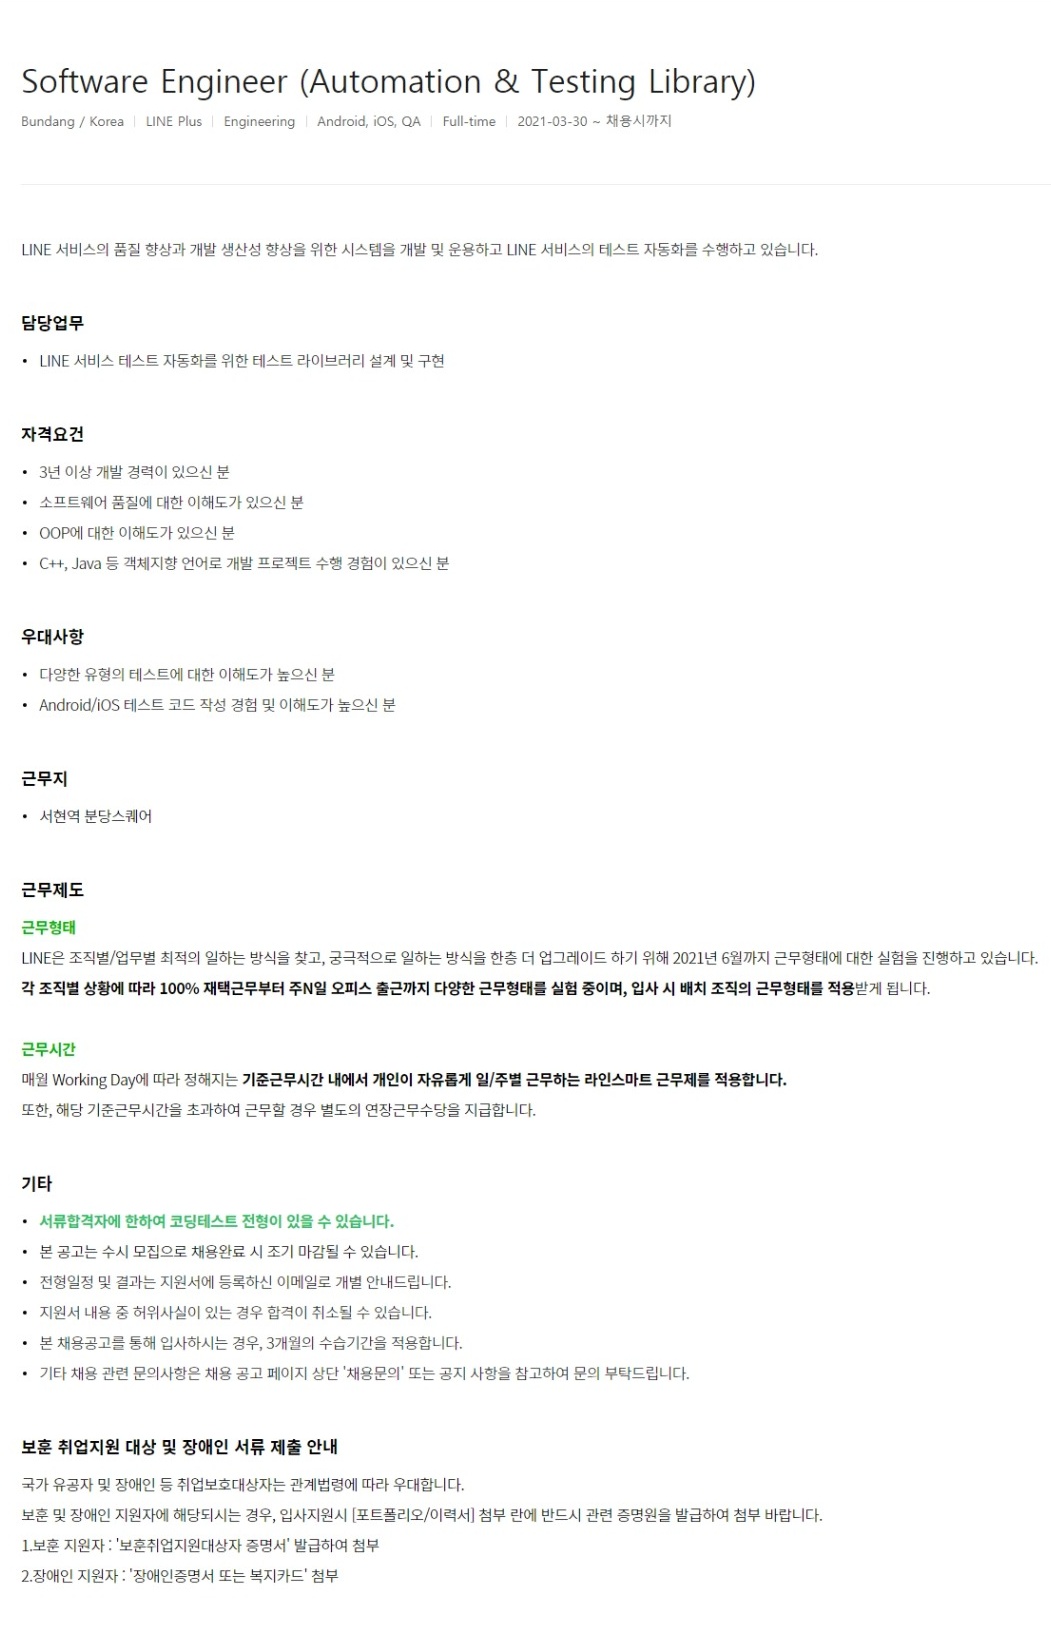 Software Engineer (Automation & Testing Library)
Bundang / Korea | LINE Plus | Engineering | Android, iOS, QA | Full-time | 2021-03-30 ~ 채용시까지
LINE 서비스의 품질 향상과 개발 생산성 향상을 위한 시스템을 개발 및 운용하고 LINE 서비스의 테스트 자동화를 수행하고 있습니다.
담당업무
• LINE 서비스 테스트 자동화를 위한 테스트 라이브러리 설계 및 구현
자격요건
• 3년 이상 개발 경력이 있으신 분
• 소프트웨어 품질에 대한 이해도가 있으신 분
• OOP에 대한 이해도가 있으신 분
• C++, Java 등 객체지향 언어로 개발 프로젝트 수행 경험이 있으신 분
우대사항
• 다양한 유형의 테스트에 대한 이해도가 높으신 분
• Android/iOS 테스트 코드 작성 경험 및 이해도가 높으신 분
근무지
• 서현역 분당스퀘어
근무제도
근무형태
LINE은 조직별/업무별 최적의 일하는 방식을 찾고, 궁극적으로 일하는 방식을 한층 더 업그레이드 하기 위해 2021년 6월까지 근무형태에 대한 실험을 진행하고 있습니다.
각 조직별 상황에 따라 100% 재택근무부터 주N일 오피스 출근까지 다양한 근무형태를 실험 중이며, 입사 시 배치 조직의 근무형태를 적용받게 됩니다.
근무시간
매월 Working Day에 따라 정해지는 기준근무시간 내에서 개인이 자유롭게 일/주별 근무하는 라인스마트 근무제를 적용합니다.
또한, 해당 기준근무시간을 초과하여 근무할 경우 별도의 연장근무수당을 지급합니다.
기타
• 서류합격자에 한하여 코딩테스트 전형이 있을 수 있습니다.
• 본 공고는 수시 모집으로 채용완료 시 조기 마감될 수 있습니다.
• 전형일정 및 결과는 지원서에 등록하신 이메일로 개별 안내드립니다.
• 지원서 내용 중 허위사실이 있는 경우 합격이 취소될 수 있습니다.
• 본 채용공고를 통해 입사하시는 경우, 3개월의 수습기간을 적용합니다.
• 기타 채용 관련 문의사항은 채용 공고 페이지 상단 '채용문의' 또는 공지 사항을 참고하여 문의 부탁드립니다.
보훈 취업지원 대상 및 장애인 서류 제출 안내
국가 유공자 및 장애인 등 취업보호대상자는 관계법령에 따라 우대합니다.
보훈 및 장애인 지원자에 해당되시는 경우, 입사지원시 [포트폴리오/이력서] 첨부 란에 반드시 관련 증명원을 발급하여 첨부 바랍니다.
1.보훈 지원자 : '보훈취업지원대상자 증명서' 발급하여 첨부
2.장애인 지원자 : '장애인증명서 또는 복지카드' 첨부